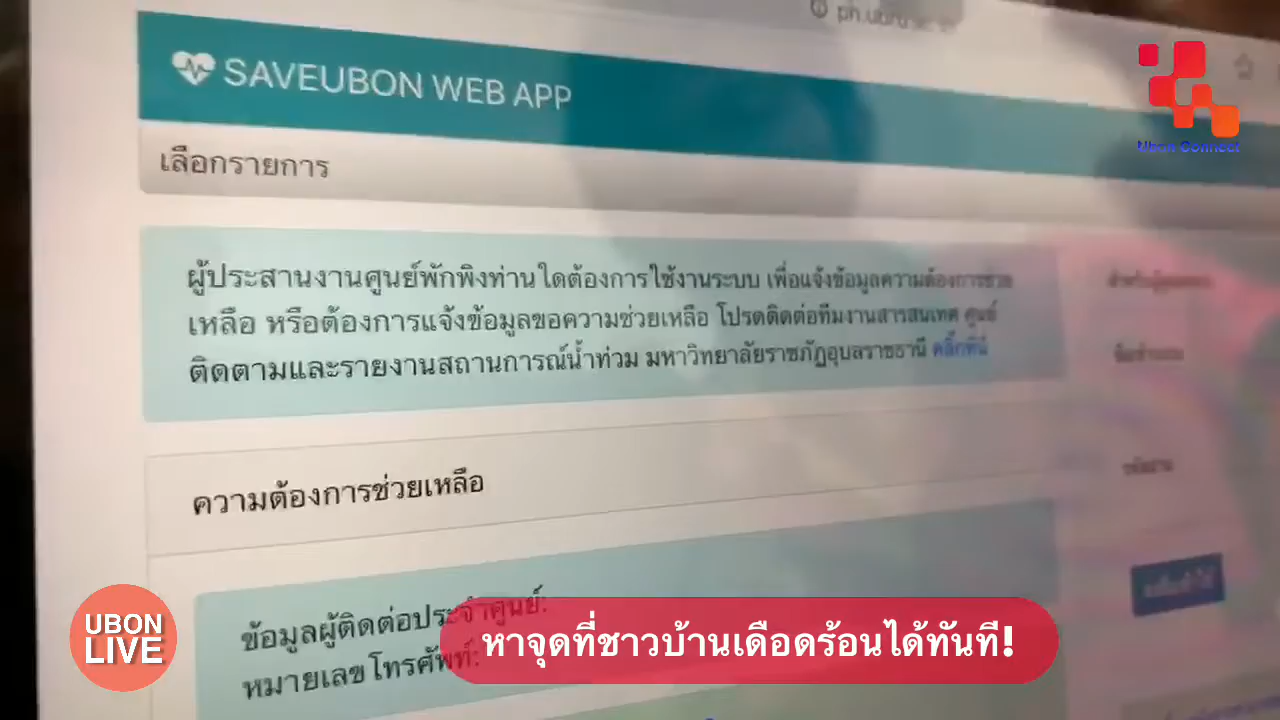 SAVEUBON WEB APP
Ubon Connect
เลือกรายการ
ผู้ประสานงานศูนย์พักพิงท่านใดต้องการใช้งานระบบ เพื่อแจ้งข้อมูลความต้องการช่วย
เหลือ หรือต้องการแจ้งข้อมูลขอความช่วยเหลือ โปรดติดต่อทีมงานสารสนเทศ ศูนย์
ติดตามและรายงานสถานการณ์น้ำท่วม มหาวิทยาลัยราชภัฏอุบลราชธานี คลิ๊กที่นี่
ความต้องการช่วยเหลือ
ข้อมูลผู้ติดต่อประจำศูนย์:
หมายเลขโทรศัพท์:
UBON
LIVE
หาจุดที่ชาวบ้านเดือดร้อนได้ทันที!